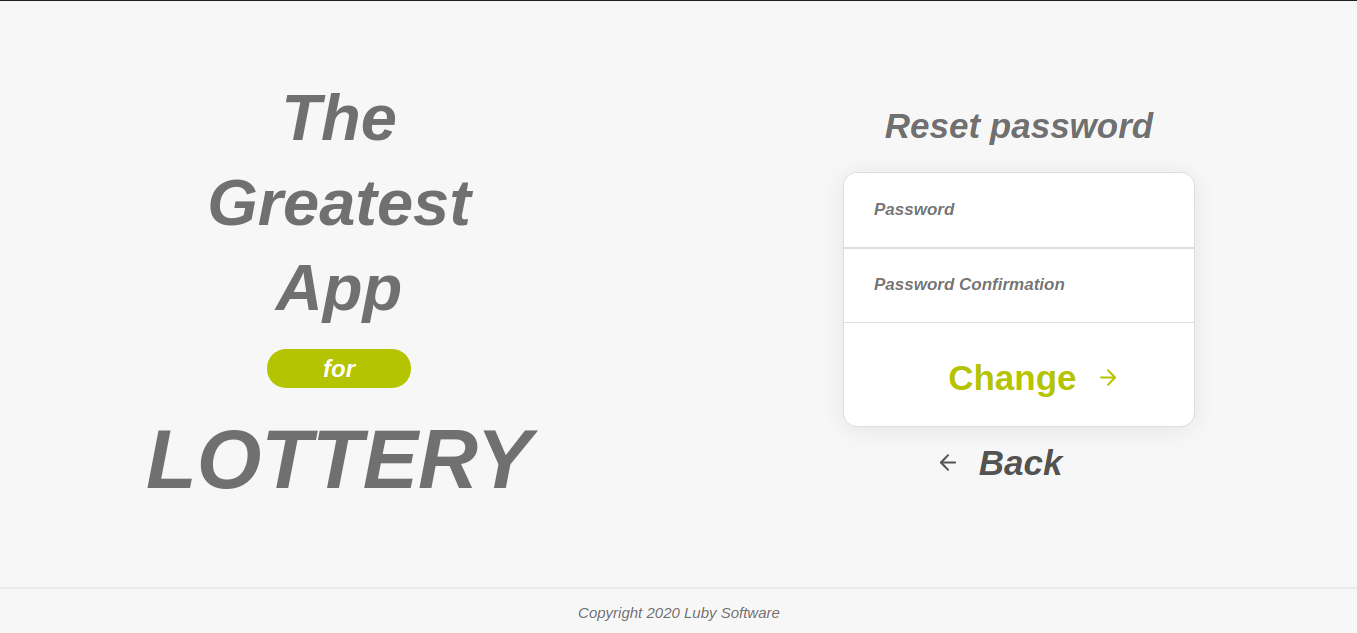 The
Greatest
App
for
LOTTERY
Reset password
Password
Password Confirmation
Change
Back
Copyright 2020 Luby Software